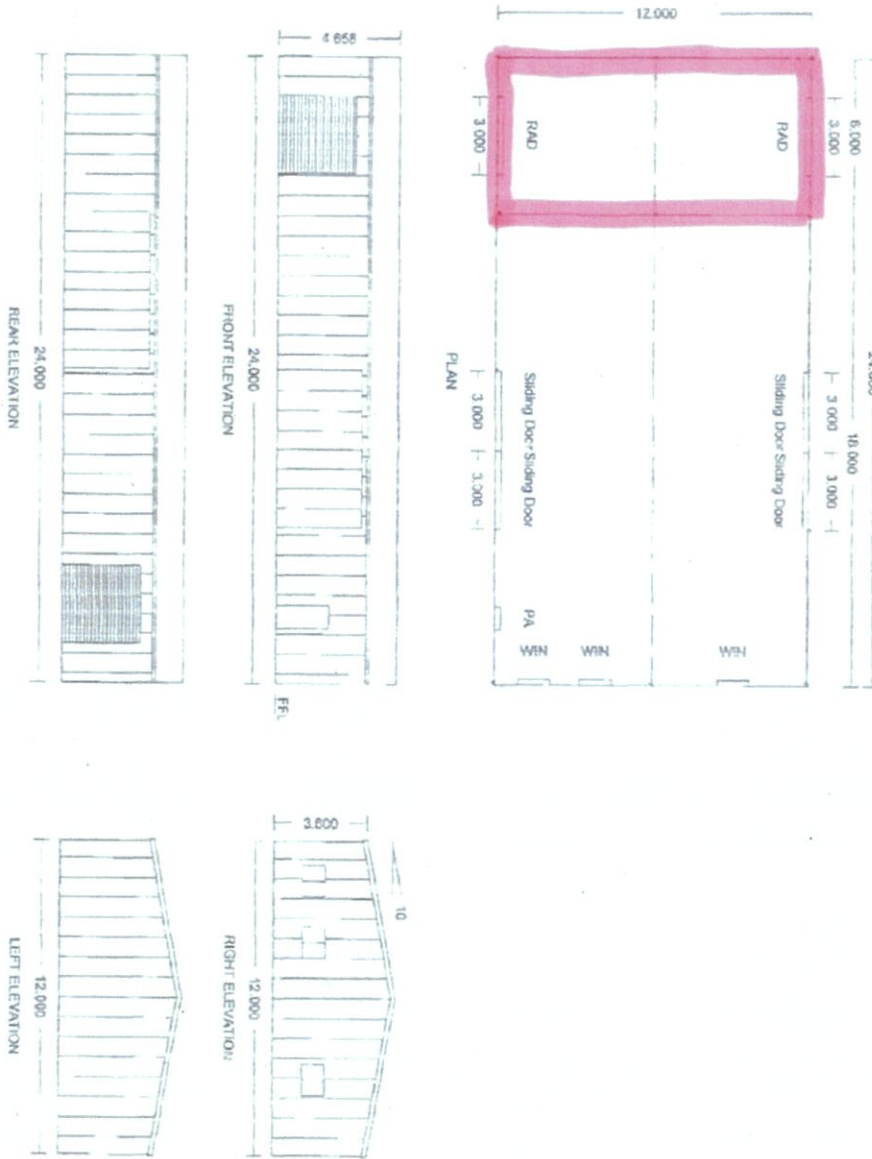 12.000
RAD
RAD
3.000
3.000
6.000
18.000
24.000
Sliding Door Sliding Door
Sliding Door Sliding Door
3.000
3.000
3.000
3.000
PA
WIN
WIN
WIN
PLAN
4.658
24,000
FRONT ELEVATION
FFL
24,000
REAR ELEVATION
3.600
10
12.000
RIGHT ELEVATION
12.000
LEFT ELEVATION